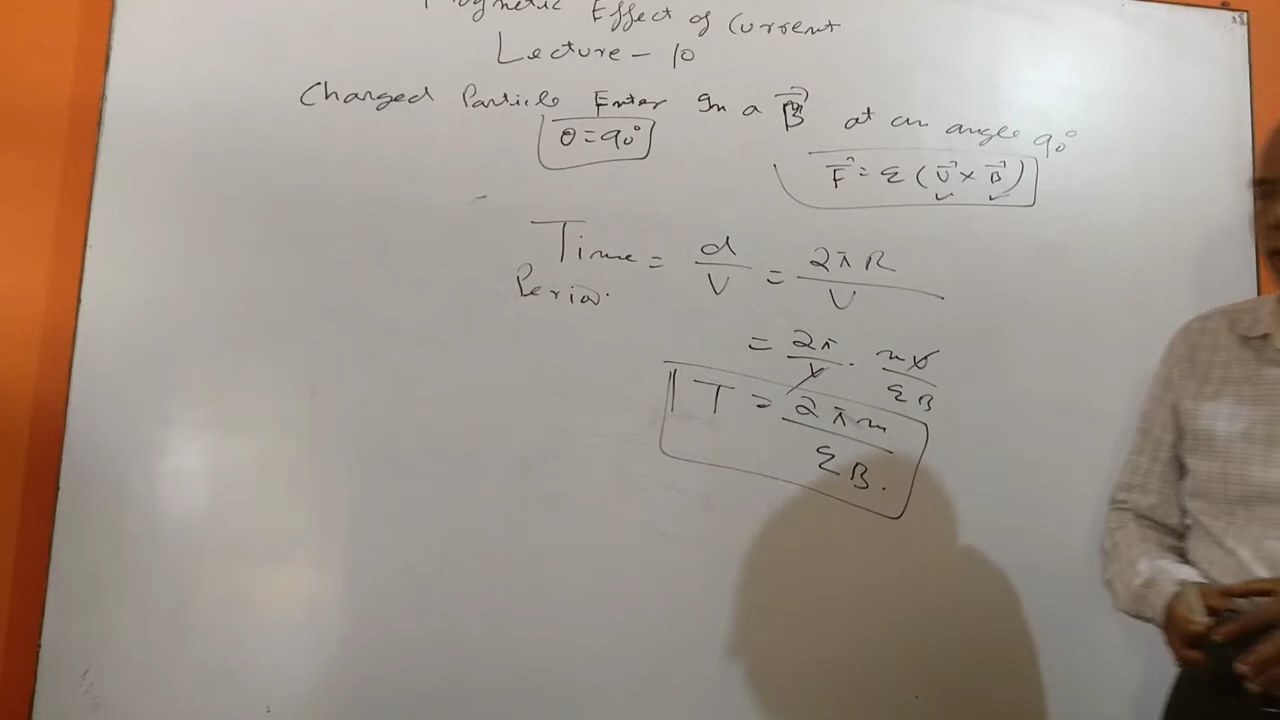 Magnetic Effect of Current
Lecture - 10
Charged Particle Enter In a B⃗ at an angle 90°
θ = 90°
F⃗ = q (V⃗ × B⃗)
Time Perio. = d/V = 2πR/V
= 2π/V · mV/qB
T = 2πm/qB.